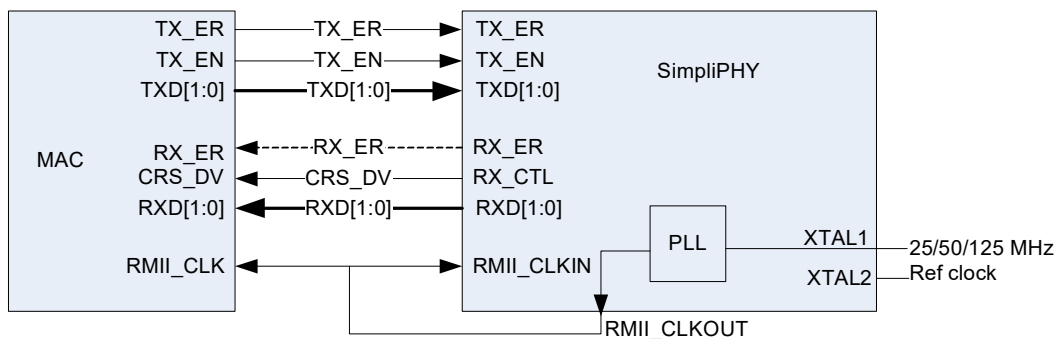 TX_ER TX_ER TX_ER
TX_EN TX_EN TX_EN
SimpliPHY
TXD[1:0] TXD[1:0] TXD[1:0]
MAC
RX_ER RX_ER RX_ER
CRS_DV CRS_DV RX_CTL
RXD[1:0] RXD[1:0] RXD[1:0]
PLL
XTAL1 25/50/125 MHz
RMII_CLK RMII_CLKIN
XTAL2 Ref clock
RMII_CLKOUT